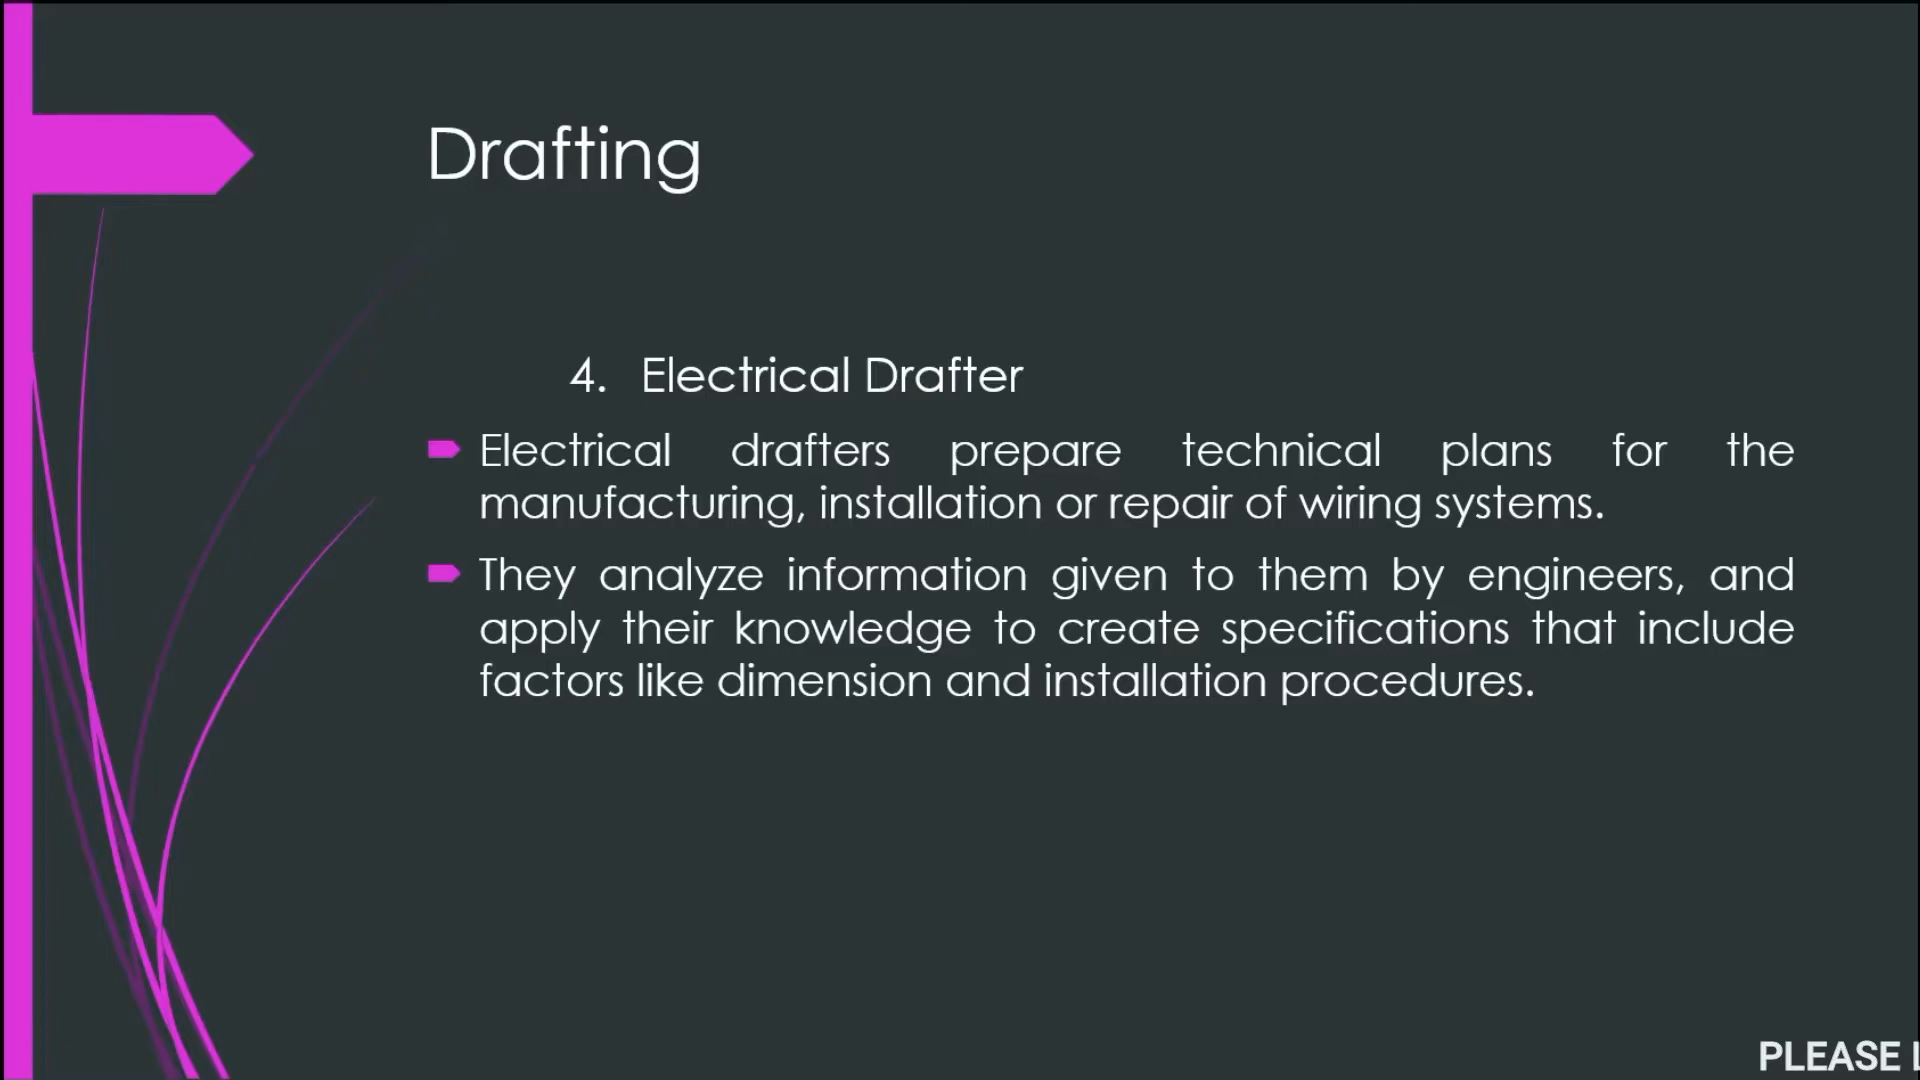 Drafting
4. Electrical Drafter
Electrical drafters prepare technical plans for the
manufacturing, installation or repair of wiring systems.
They analyze information given to them by engineers, and
apply their knowledge to create specifications that include
factors like dimension and installation procedures.
PLEASE